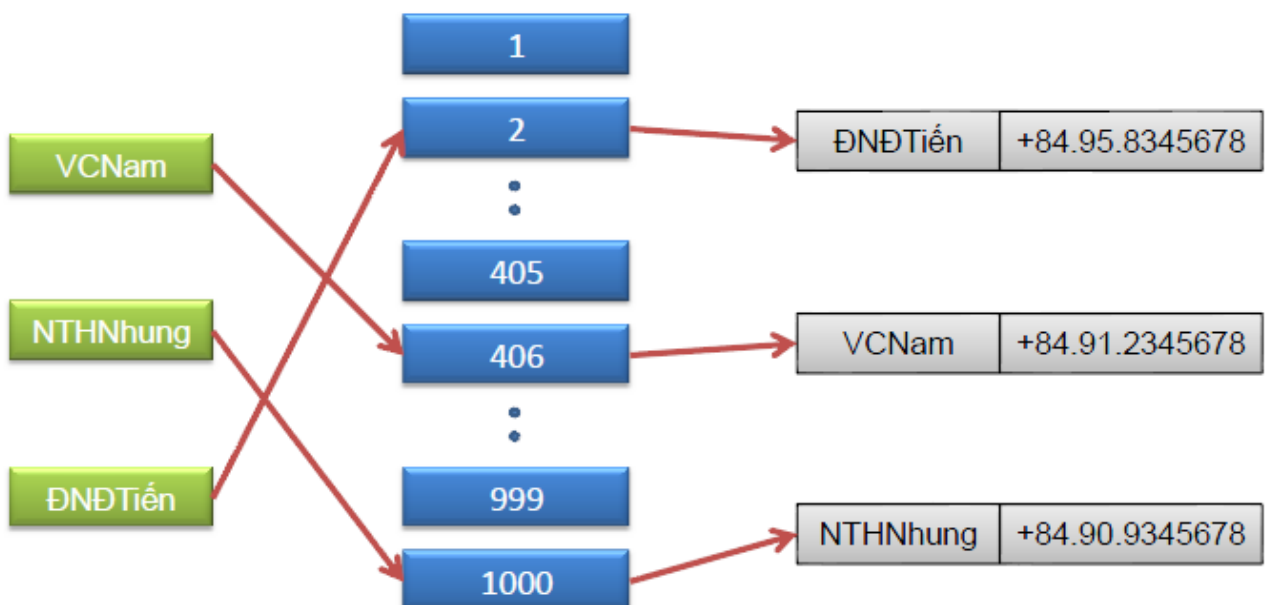 VCNam
NTHNhung
ĐNĐTiến
1
2
405
406
999
1000
ĐNĐTiến +84.95.8345678
VCNam +84.91.2345678
NTHNhung +84.90.9345678